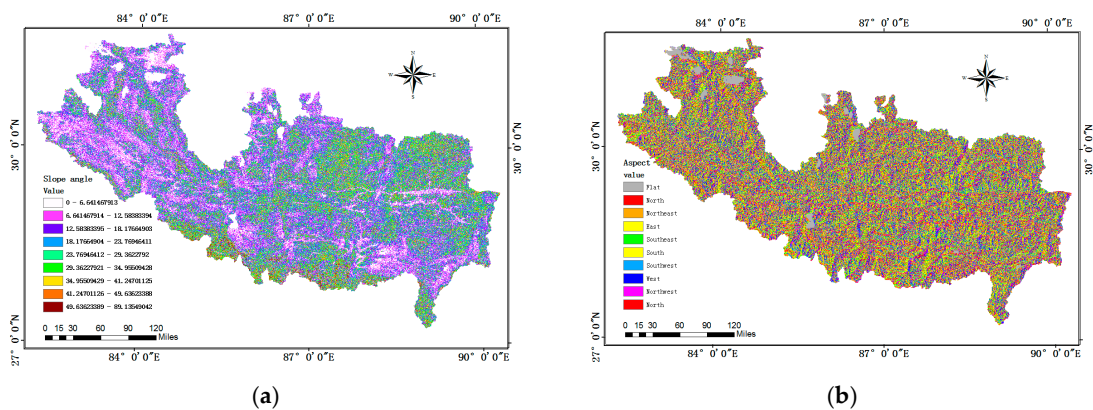 84° 0′0″E 87° 0′0″E 90° 0′0″E
N
W E
S
30° 0′0″N 30° 0′0″N
Slope angle
Value
0 - 6.641467913
6.641467914 - 12.58383394
12.58383395 - 18.17664903
18.17664904 - 23.76946411
23.76946412 - 29.3622792
29.36227921 - 34.95509428
34.95509429 - 41.24701125
41.24701126 - 49.63623388
49.63623389 - 89.13549042
0 15 30 60 90 120
Miles
27° 0′0″N 27° 0′0″N
84° 0′0″E 87° 0′0″E 90° 0′0″E
(a)
84° 0′0″E 87° 0′0″E 90° 0′0″E
N
W E
S
30° 0′0″N 30° 0′0″N
Aspect
value
Flat
North
Northeast
East
Southeast
South
Southwest
West
Northwest
North
0 15 30 60 90 120
Miles
27° 0′0″N 27° 0′0″N
84° 0′0″E 87° 0′0″E 90° 0′0″E
(b)